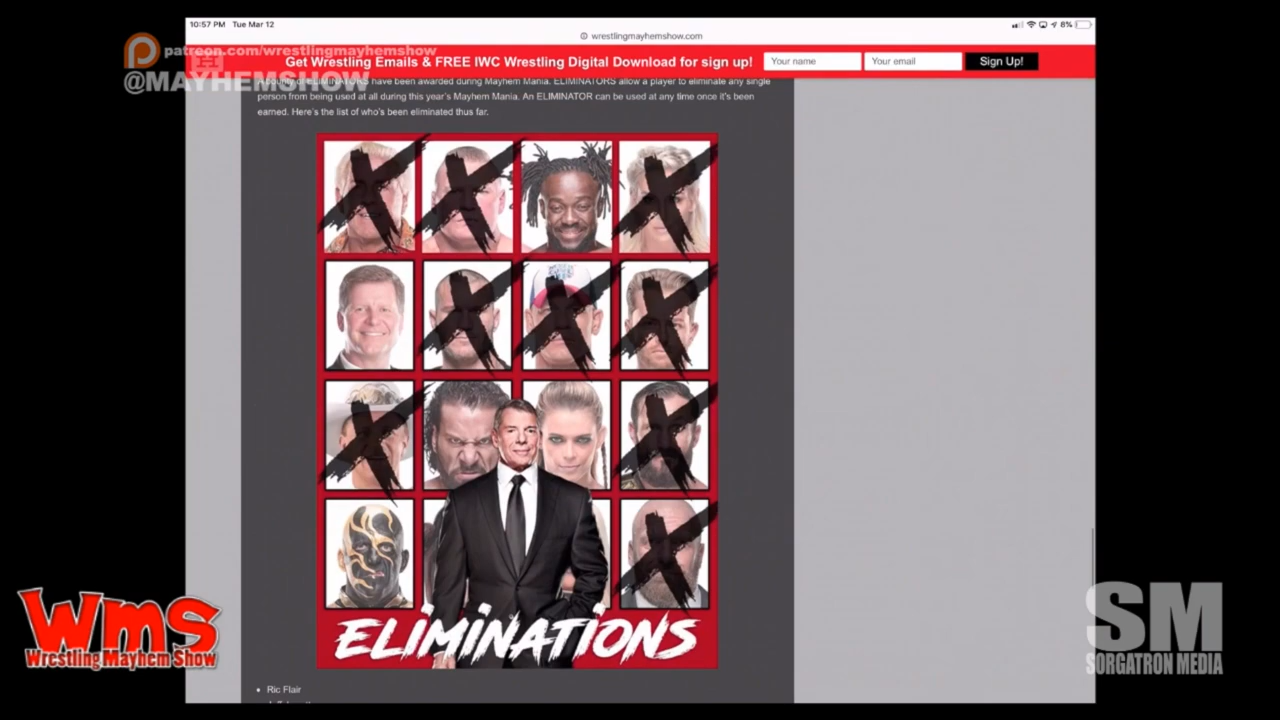 10:57 PM Tue Mar 12
8%
wrestlingmayhemshow.com
patreon.com/wrestlingmayhemshow
@MAYHEMSHOW
Get Wrestling Emails & FREE IWC Wrestling Digital Download for sign up!
Your name
Your email
Sign Up!
ELIMINATORS have been awarded during Mayhem Mania. ELIMINATORS allow a player to eliminate any single
person from being used at all during this year's Mayhem Mania. An ELIMINATOR can be used at any time once it's been
earned. Here's the list of who's been eliminated thus far.
ELIMINATIONS
• Ric Flair
WMS
Wrestling Mayhem Show
SM
SORGATRON MEDIA